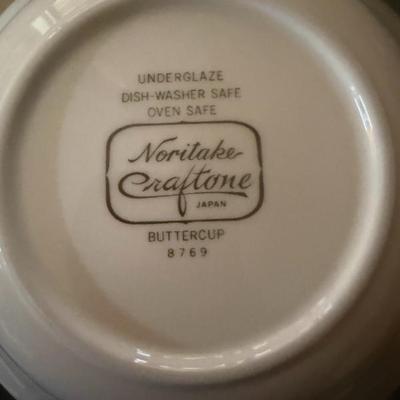 UNDERGLAZE
DISH-WASHER SAFE
OVEN SAFE
Noritake
Craftone
JAPAN
BUTTERCUP
8769